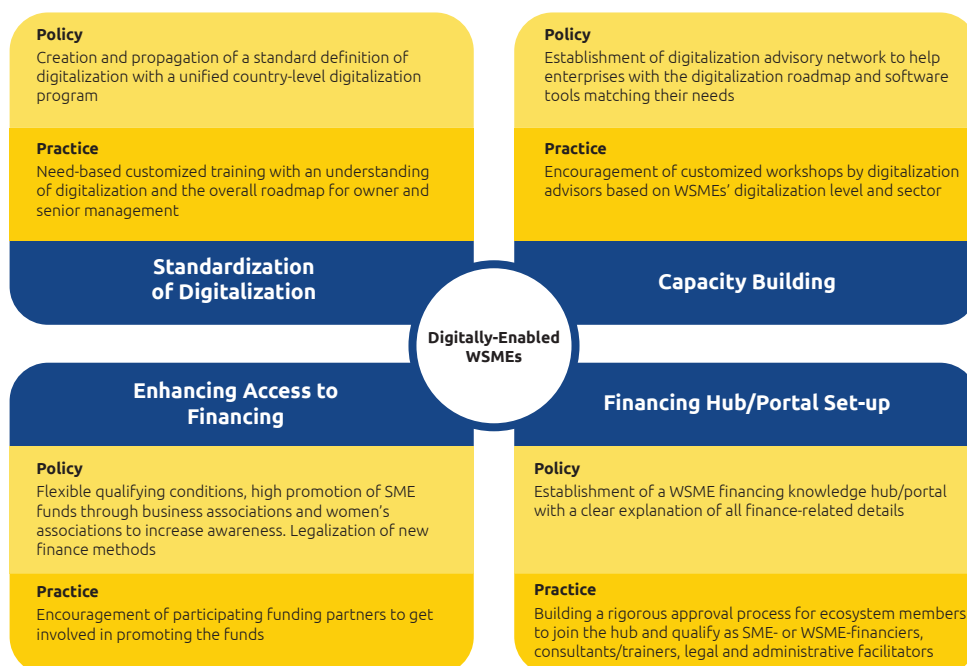 Policy
Creation and propagation of a standard definition of
digitalization with a unified country-level digitalization
program
Practice
Need-based customized training with an understanding
of digitalization and the overall roadmap for owner and
senior management
Standardization
of Digitalization
Policy
Establishment of digitalization advisory network to help
enterprises with the digitalization roadmap and software
tools matching their needs
Practice
Encouragement of customized workshops by digitalization
advisors based on WSMEs’ digitalization level and sector
Capacity Building
Digitally-Enabled
WSMEs
Enhancing Access to
Financing
Policy
Flexible qualifying conditions, high promotion of SME
funds through business associations and women’s
associations to increase awareness. Legalization of new
finance methods
Practice
Encouragement of participating funding partners to get
involved in promoting the funds
Financing Hub/Portal Set-up
Policy
Establishment of a WSME financing knowledge hub/portal
with a clear explanation of all finance-related details
Practice
Building a rigorous approval process for ecosystem members
to join the hub and qualify as SME- or WSME-financiers,
consultants/trainers, legal and administrative facilitators